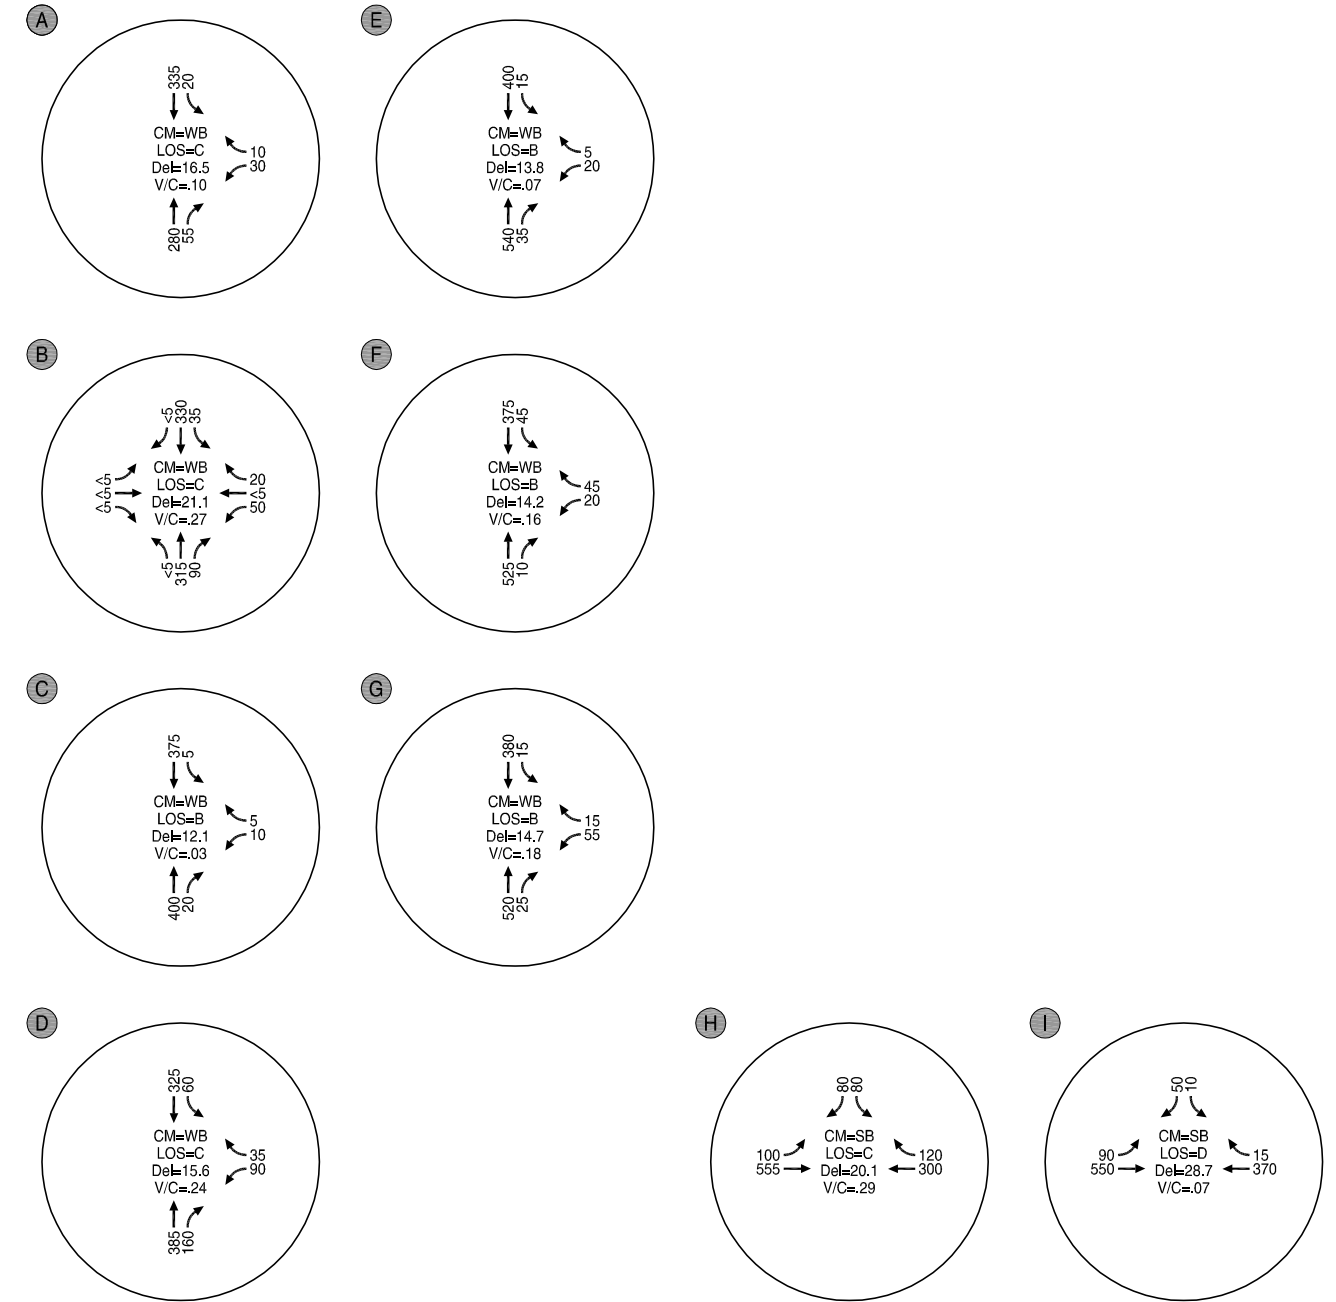 A
335
20
CM=WB
LOS=C
Del=16.5
V/C=.10
10
30
280
55
E
400
15
CM=WB
LOS=B
Del=13.8
V/C=.07
5
20
540
35
B
<5
330
35
<5
<5
<5
CM=WB
LOS=C
Del=21.1
V/C=.27
20
<5
50
<5
315
90
F
375
45
CM=WB
LOS=B
Del=14.2
V/C=.16
45
20
525
10
C
375
5
CM=WB
LOS=B
Del=12.1
V/C=.03
5
10
400
20
G
380
15
CM=WB
LOS=B
Del=14.7
V/C=.18
15
55
520
25
D
325
60
CM=WB
LOS=C
Del=15.6
V/C=.24
35
90
385
160
H
80
80
100
555
CM=SB
LOS=C
Del=20.1
V/C=.29
120
300
I
50
10
90
550
CM=SB
LOS=D
Del=28.7
V/C=.07
15
370